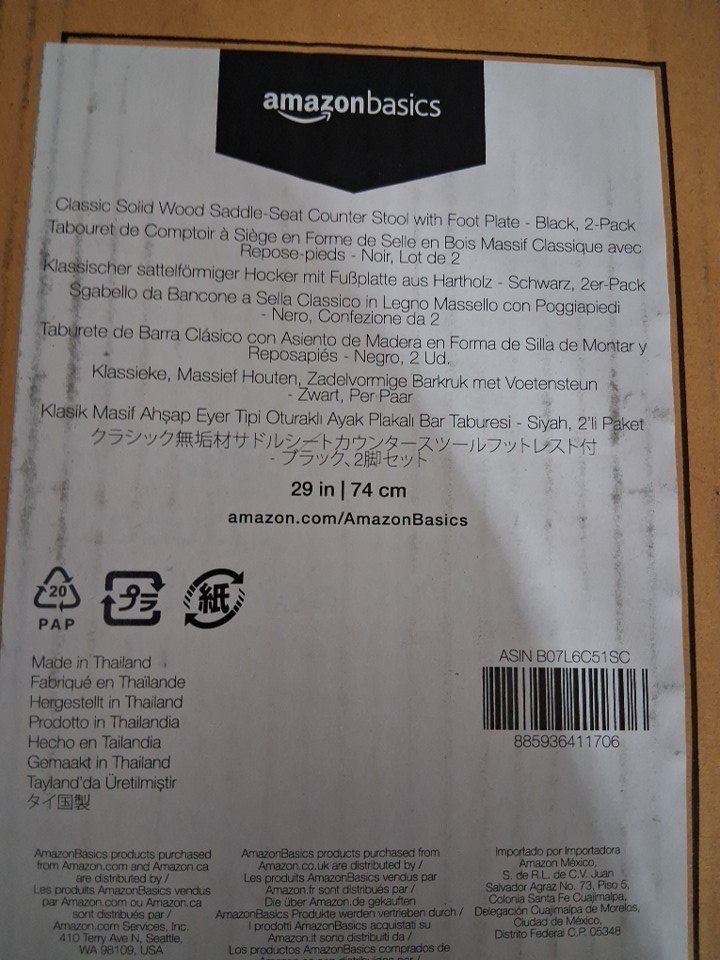 amazonbasics
Classic Solid Wood Saddle-Seat Counter Stool with Foot Plate - Black, 2-Pack
Tabouret de Comptoir à Siège en Forme de Selle en Bois Massif Classique avec
Repose-pieds - Noir, Lot de 2
Klassischer sattelförmiger Hocker mit Fußplatte aus Hartholz - Schwarz, 2er-Pack
Sgabello da Bancone a Sella Classico in Legno Massello con Poggiapiedi
- Nero, Confezione da 2
Taburete de Barra Clásico con Asiento de Madera en Forma de Silla de Montar y
Reposapiés - Negro, 2 Ud.
Klassieke, Massief Houten, Zadelvormige Barkruk met Voetensteun
- Zwart, Per Paar
Klasik Masif Ahşap Eyer Tipi Oturaklı Ayak Plakalı Bar Taburesi - Siyah, 2'li Paket
クラシック無垢材サドルシートカウンタースツールフットレスト付
- ブラック、2脚セット
29 in | 74 cm
amazon.com/AmazonBasics
20
PAP
プラ
紙
Made in Thailand
Fabriqué en Thaïlande
Hergestellt in Thailand
Prodotto in Thailandia
Hecho en Tailandia
Gemaakt in Thailand
Tayland'da Üretilmiştir
タイ国製
ASIN B07L6C51SC
885936411706
AmazonBasics products purchased
from Amazon.com and Amazon.ca
are distributed by /
Les produits AmazonBasics vendus
par Amazon.com ou Amazon.ca
sont distribués par /
Amazon.com Services, Inc.
410 Terry Ave N, Seattle,
WA 98109, USA
AmazonBasics products purchased from
Amazon.co.uk are distributed by /
Les produits AmazonBasics vendus par
Amazon.fr sont distribués par /
Die über Amazon.de gekauften
AmazonBasics Produkte werden vertrieben durch /
I prodotti AmazonBasics acquistati su
Amazon.it sono distribuiti da /
Los productos AmazonBasics comprados de
Importado por Importadora
Amazon México,
S. de R.L. de C.V. Juan
Salvador Agraz No. 73, Piso 5,
Colonia Santa Fe Cuajimalpa,
Delegación Cuajimalpa de Morelos,
Ciudad de México,
Distrito Federal C.P. 05348